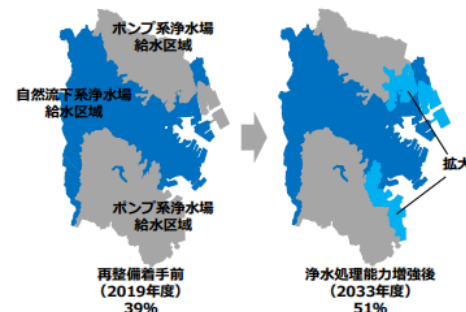 ポンプ系浄水場
給水区域
自然流下系浄水場
給水区域
ポンプ系浄水場
給水区域
拡大
再整備着手前
（2019年度）
39%
浄水処理能力増強後
（2033年度）
51%